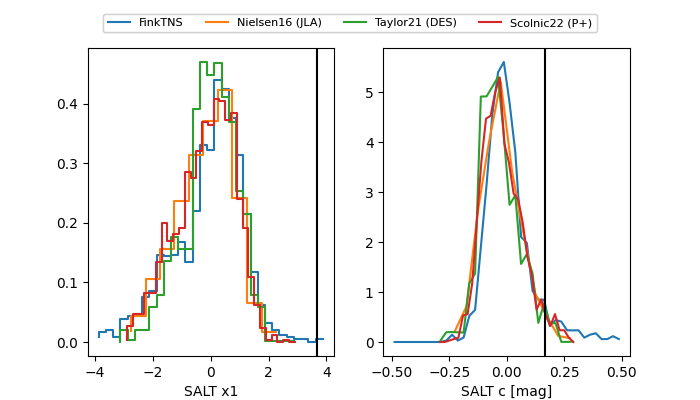 FinkTNS Nielsen16 (JLA) Taylor21 (DES) Scolnic22 (P+)
0.4
0.3
0.2
0.1
0.0
−4 −2 0 2 4
SALT x1
5
4
3
2
1
0
−0.50 −0.25 0.00 0.25 0.50
SALT c [mag]